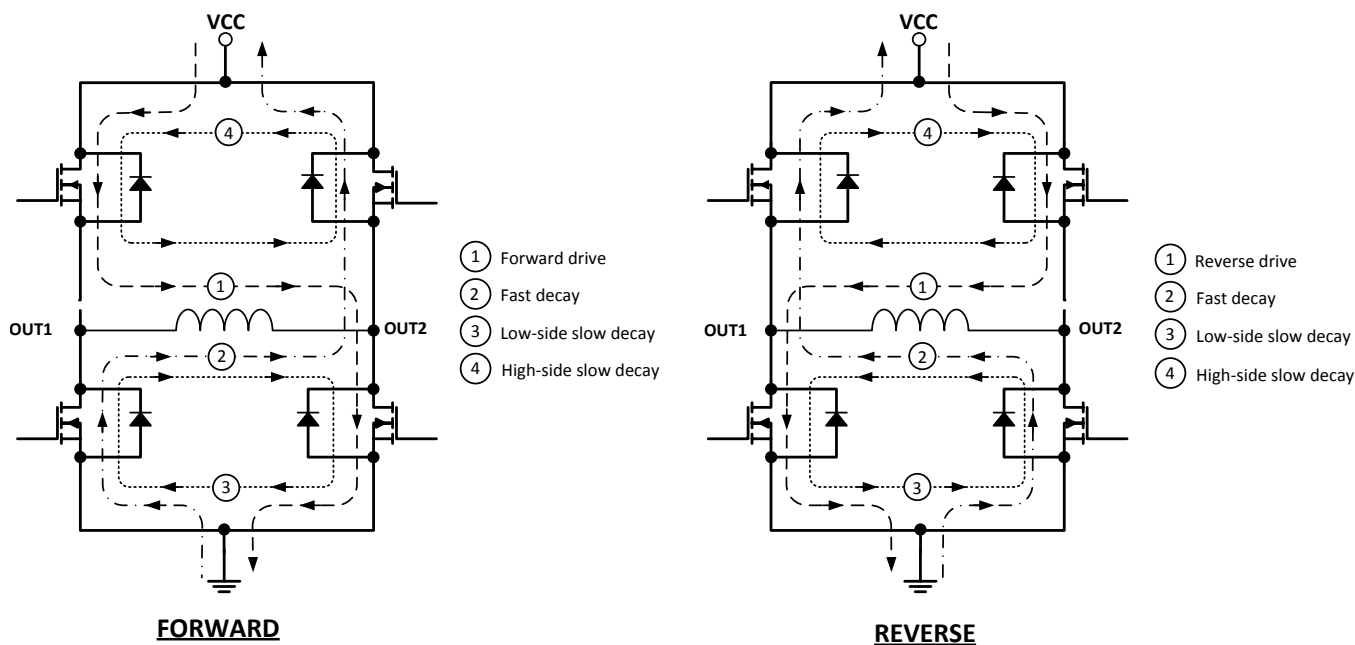 VCC
4
1
OUT1
OUT2
2
3
1 Forward drive
2 Fast decay
3 Low-side slow decay
4 High-side slow decay
FORWARD
VCC
4
1
OUT1
OUT2
2
3
1 Reverse drive
2 Fast decay
3 Low-side slow decay
4 High-side slow decay
REVERSE